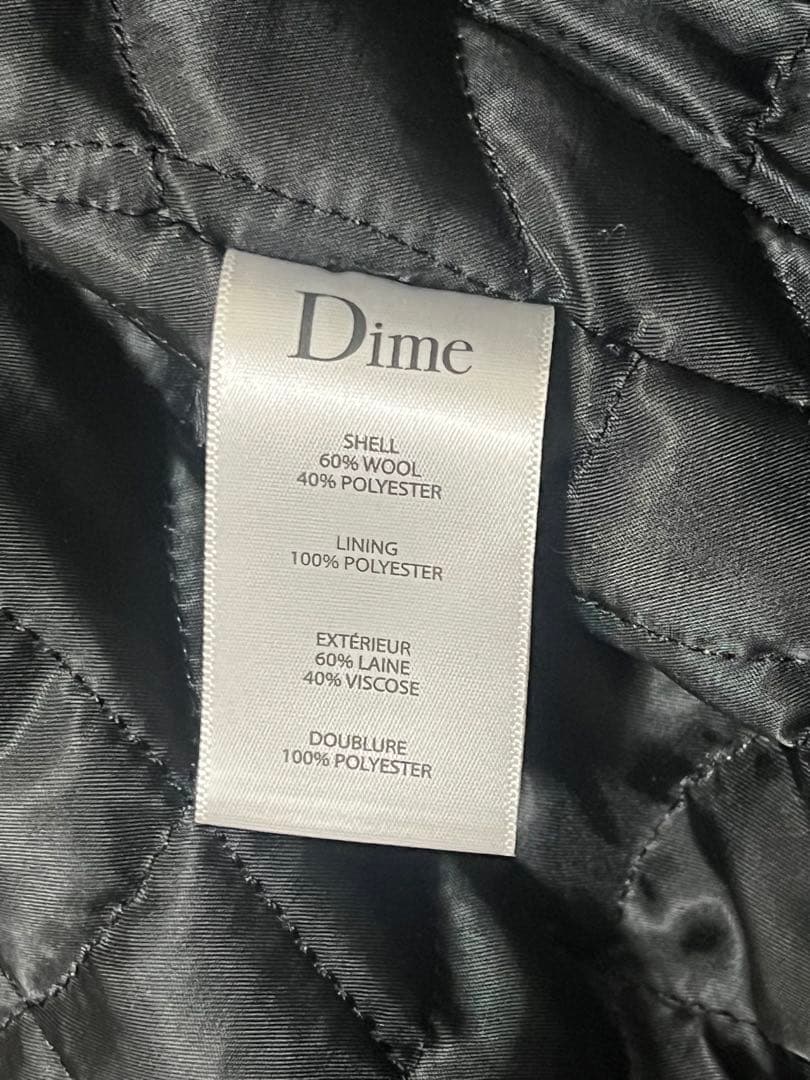 Dime
SHELL
60% WOOL
40% POLYESTER
LINING
100% POLYESTER
EXTÉRIEUR
60% LAINE
40% VISCOSE
DOUBLURE
100% POLYESTER